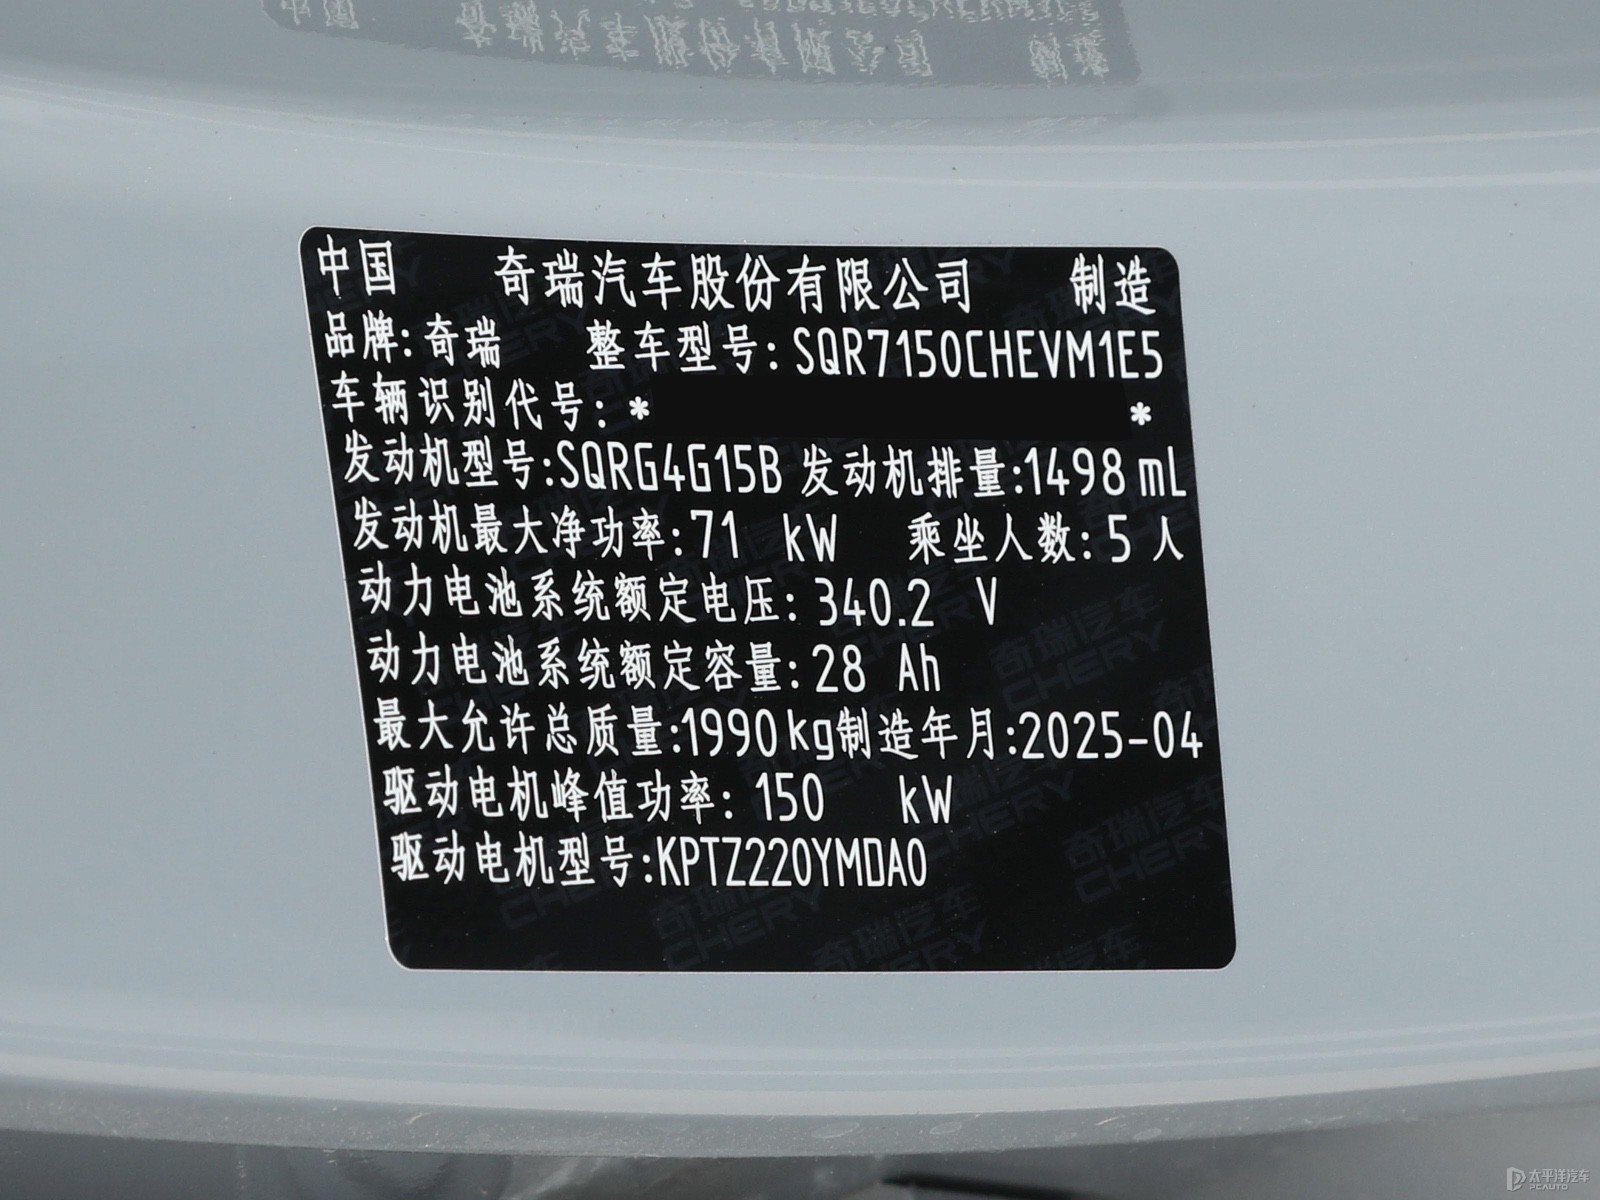 中国 奇瑞汽车股份有限公司 制造
品牌:奇瑞 整车型号:SQR7150CHEVM1E5
车辆识别代号:* *
发动机型号:SQRG4G15B 发动机排量:1498mL
发动机最大净功率:71 kW 乘坐人数:5人
动力电池系统额定电压:340.2 V
动力电池系统额定容量:28 Ah
最大允许总质量:1990kg制造年月:2025-04
驱动电机峰值功率:150 kW
驱动电机型号:KPTZ220YMDA0
太平洋汽车
PCAUTO